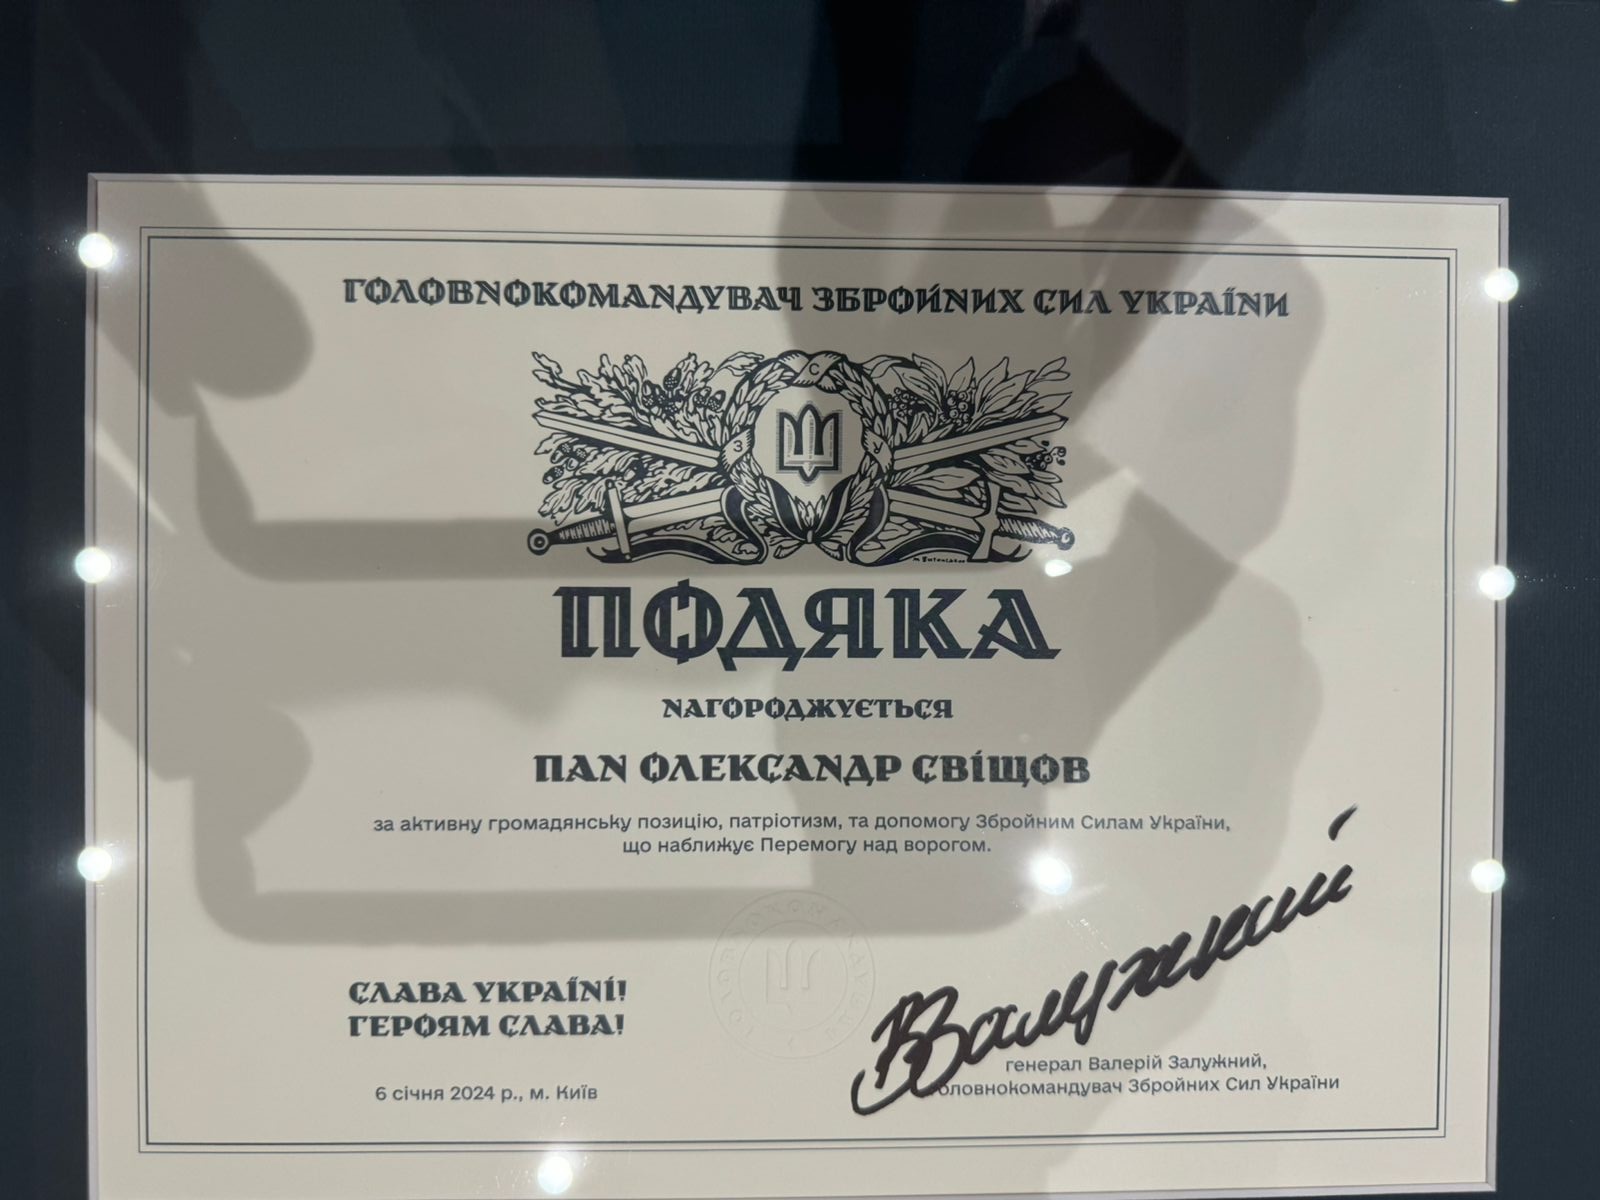 ГОЛОВНОКОМАНДУВАЧ ЗБРОЙНИХ СИЛ УКРАЇНИ
С
З У
ПОДЯКА
НАГОРОДЖУЄТЬСЯ
ПАН ОЛЕКСАНДР СВІЩОВ
за активну громадянську позицію, патріотизм, та допомогу Збройним Силам України,
що наближує Перемогу над ворогом.
СЛАВА УКРАЇНІ!
ГЕРОЯМ СЛАВА!
ВЗалужний
генерал Валерій Залужний,
головнокомандувач Збройних Сил України
6 січня 2024 р., м. Київ